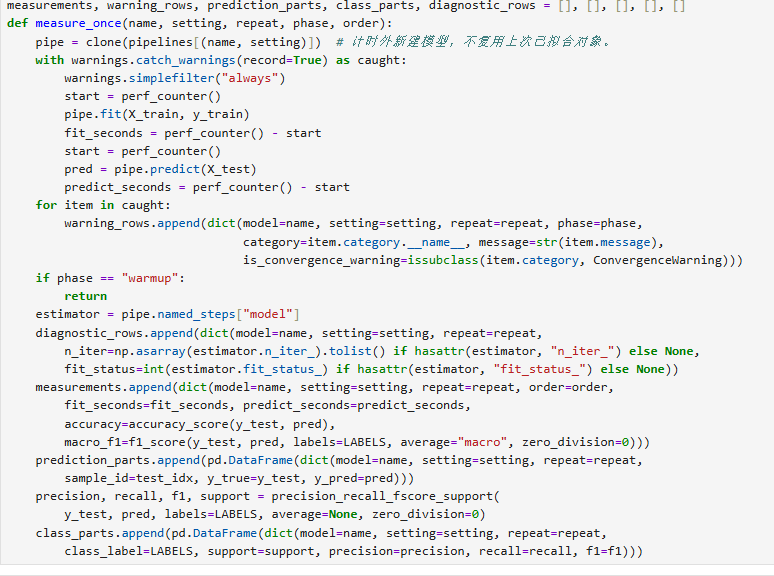 measurements, warning_rows, prediction_parts, class_parts, diagnostic_rows = [], [], [], [], []
def measure_once(name, setting, repeat, phase, order):
    pipe = clone(pipelines[(name, setting)])  # 计时外新建模型，不复用上次已拟合对象。
    with warnings.catch_warnings(record=True) as caught:
        warnings.simplefilter("always")
        start = perf_counter()
        pipe.fit(X_train, y_train)
        fit_seconds = perf_counter() - start
        start = perf_counter()
        pred = pipe.predict(X_test)
        predict_seconds = perf_counter() - start
    for item in caught:
        warning_rows.append(dict(model=name, setting=setting, repeat=repeat, phase=phase,
                                 category=item.category.__name__, message=str(item.message),
                                 is_convergence_warning=issubclass(item.category, ConvergenceWarning)))
    if phase == "warmup":
        return
    estimator = pipe.named_steps["model"]
    diagnostic_rows.append(dict(model=name, setting=setting, repeat=repeat,
        n_iter=np.asarray(estimator.n_iter_).tolist() if hasattr(estimator, "n_iter_") else None,
        fit_status=int(estimator.fit_status_) if hasattr(estimator, "fit_status_") else None))
    measurements.append(dict(model=name, setting=setting, repeat=repeat, order=order,
        fit_seconds=fit_seconds, predict_seconds=predict_seconds,
        accuracy=accuracy_score(y_test, pred),
        macro_f1=f1_score(y_test, pred, labels=LABELS, average="macro", zero_division=0)))
    prediction_parts.append(pd.DataFrame(dict(model=name, setting=setting, repeat=repeat,
        sample_id=test_idx, y_true=y_test, y_pred=pred)))
    precision, recall, f1, support = precision_recall_fscore_support(
        y_test, pred, labels=LABELS, average=None, zero_division=0)
    class_parts.append(pd.DataFrame(dict(model=name, setting=setting, repeat=repeat,
        class_label=LABELS, support=support, precision=precision, recall=recall, f1=f1)))